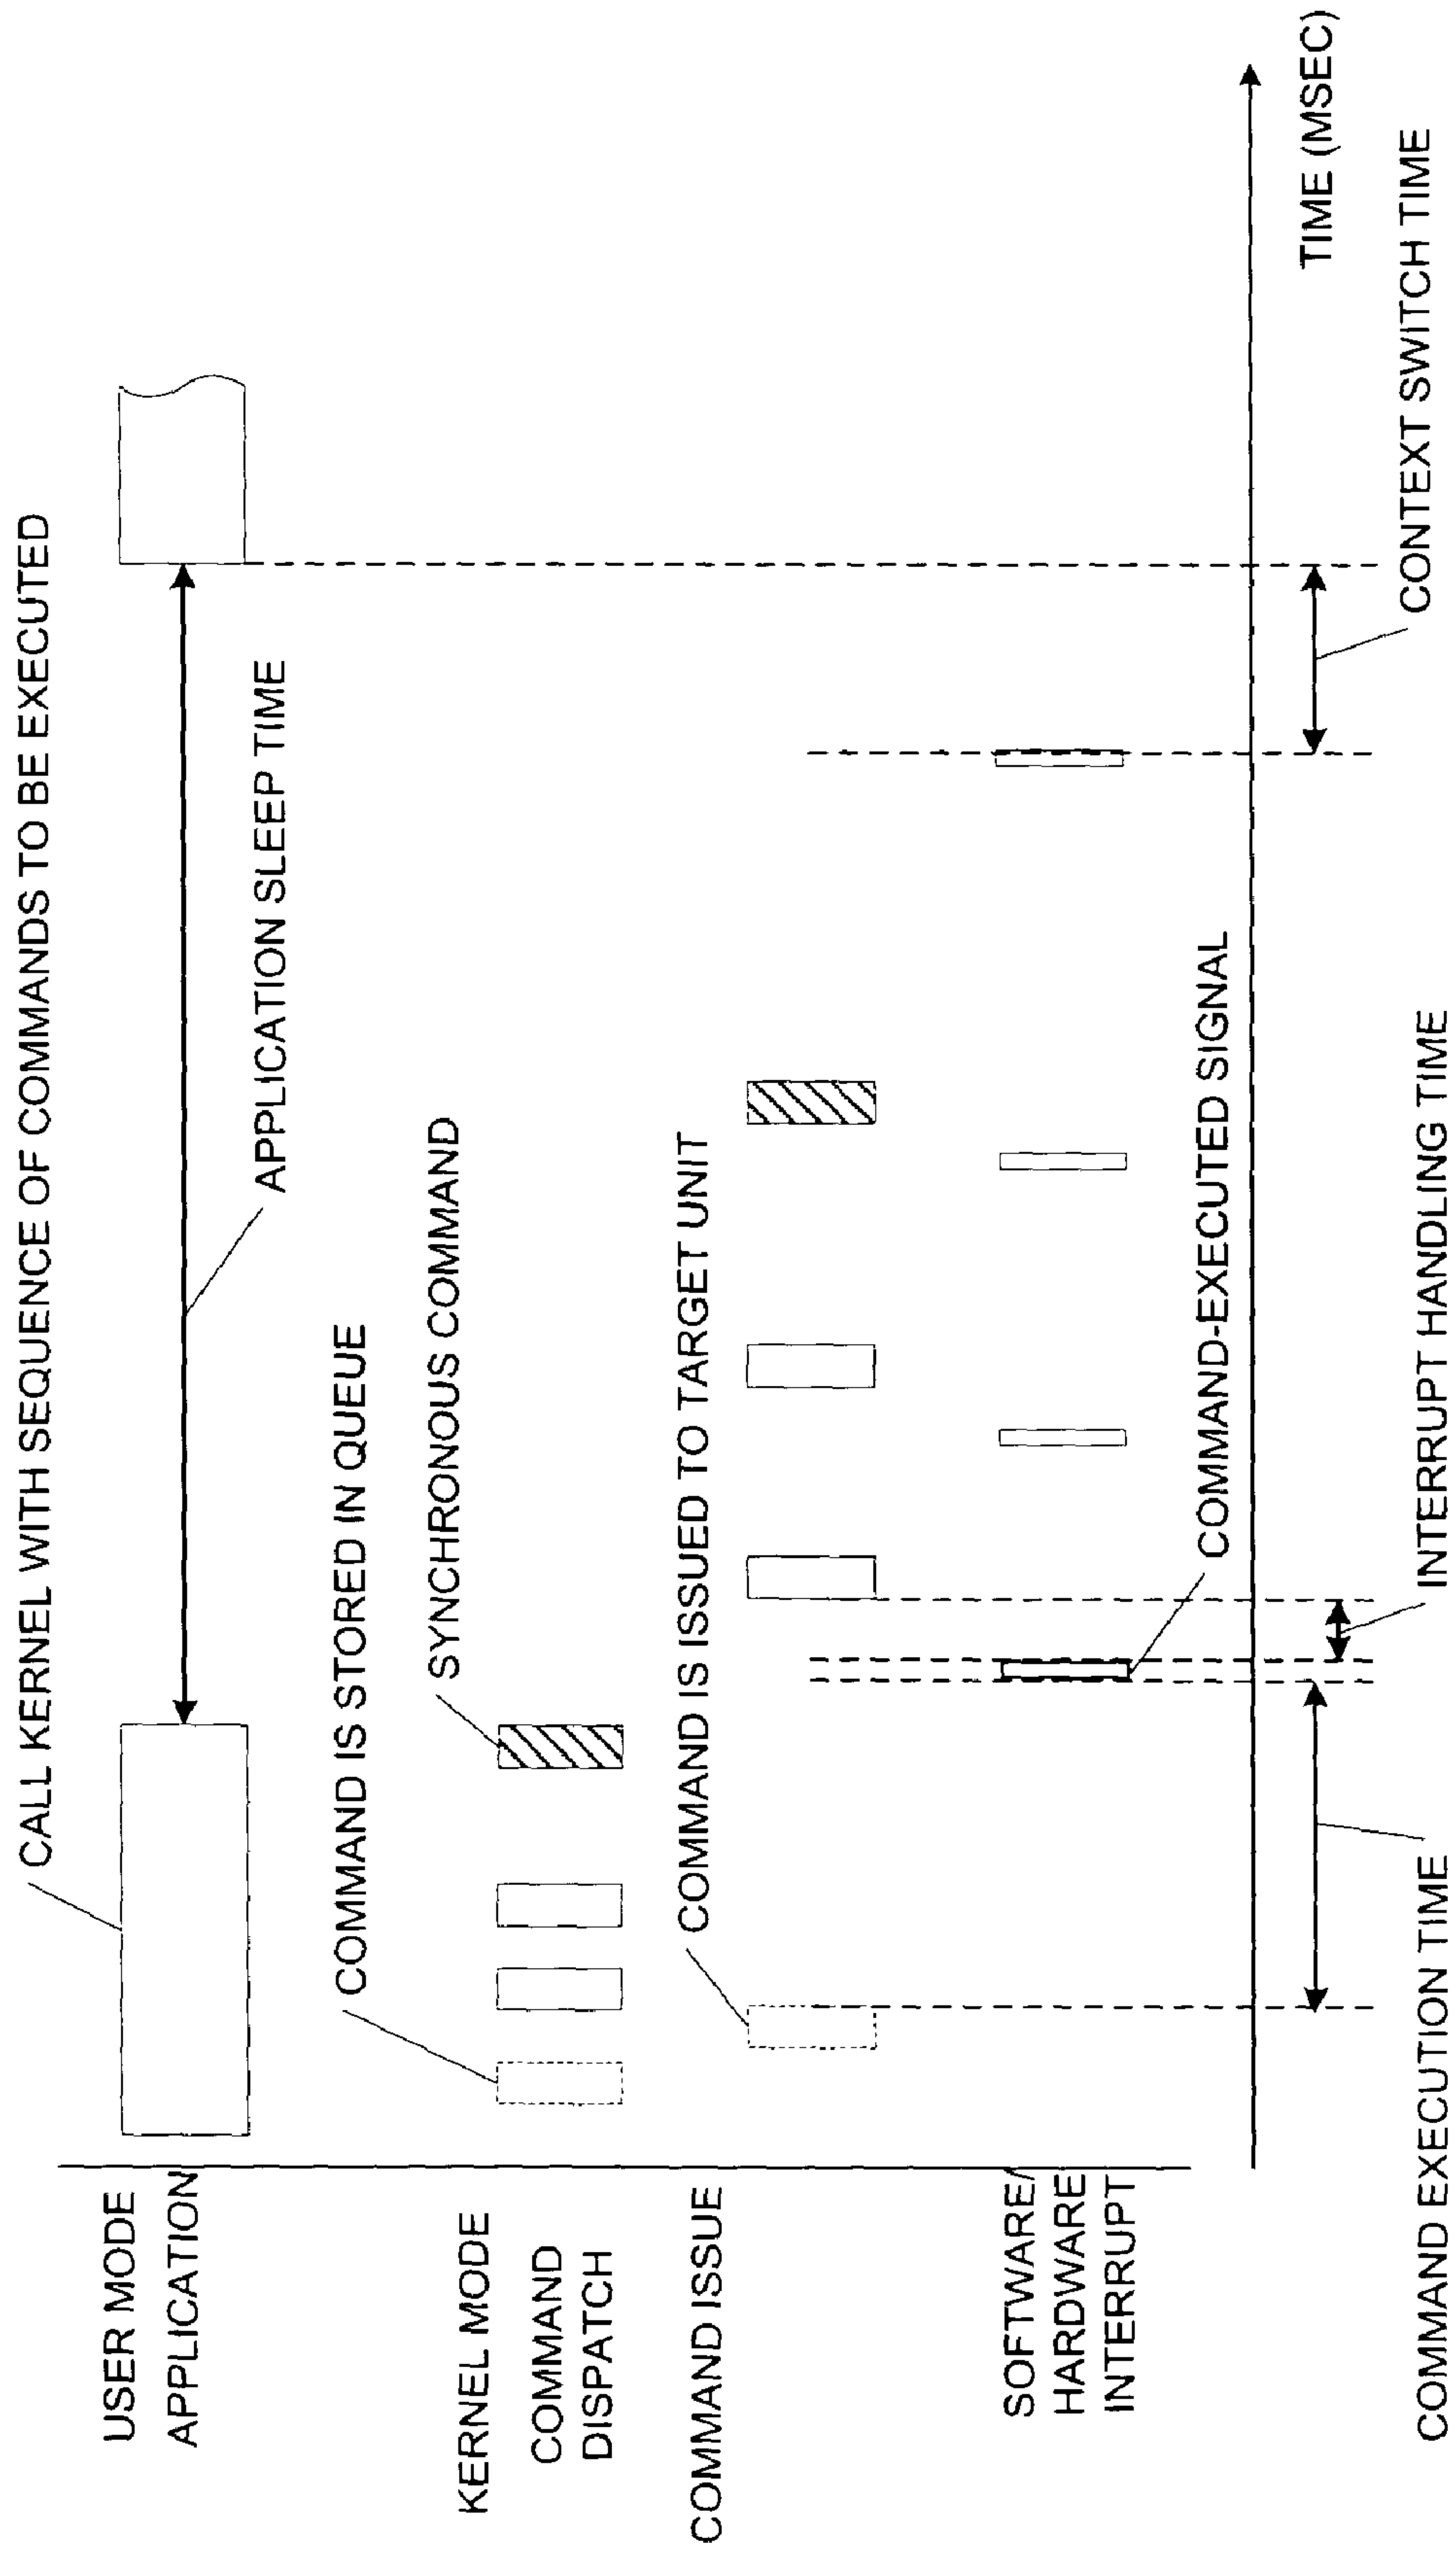 CALL KERNEL WITH SEQUENCE OF COMMANDS TO BE EXECUTED
USER MODE
APPLICATION
APPLICATION SLEEP TIME
COMMAND IS STORED IN QUEUE
SYNCHRONOUS COMMAND
KERNEL MODE
COMMAND
DISPATCH
COMMAND IS ISSUED TO TARGET UNIT
COMMAND ISSUE
SOFTWARE/
HARDWARE
INTERRUPT
COMMAND-EXECUTED SIGNAL
TIME (MSEC)
COMMAND EXECUTION TIME
INTERRUPT HANDLING TIME
CONTEXT SWITCH TIME